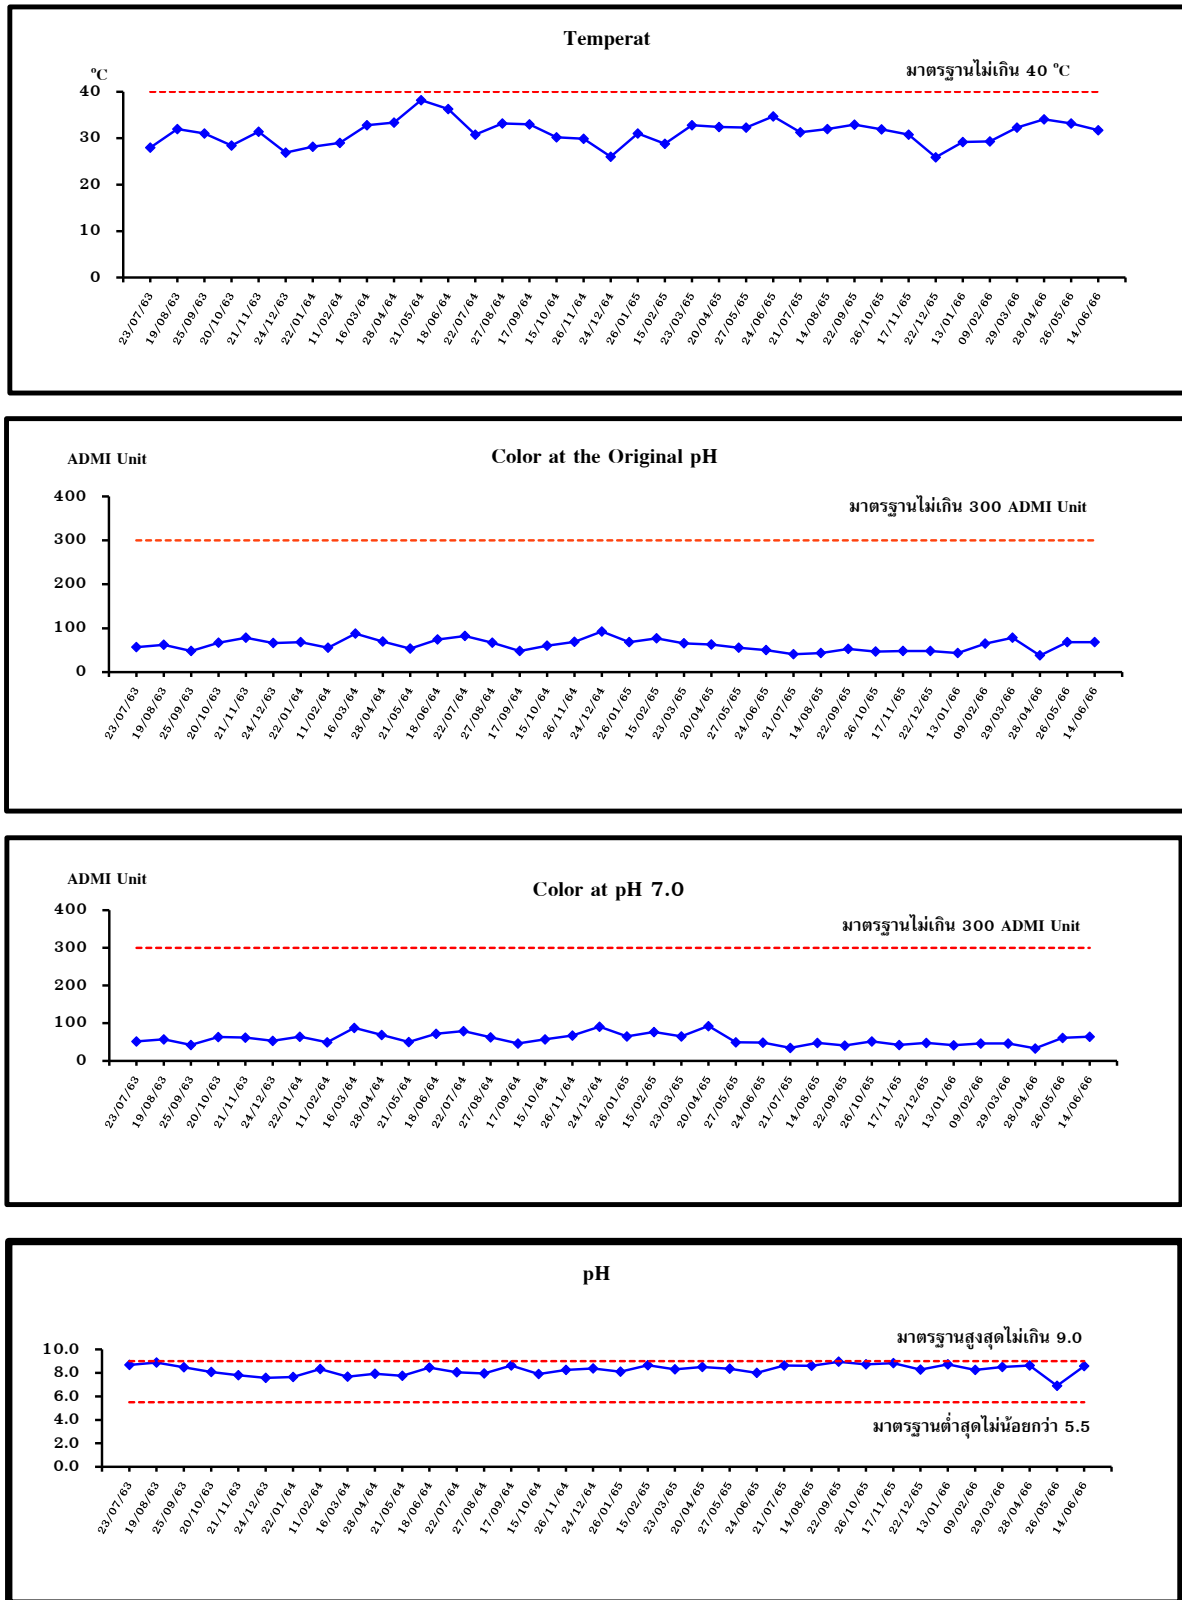 Temperat
°C
มาตรฐานไม่เกิน 40 °C
40
30
20
10
0
23/07/63 19/08/63 25/09/63 20/10/63 21/11/63 24/12/63 22/01/64 11/02/64 16/03/64 28/04/64 21/05/64 18/06/64 22/07/64 27/08/64 17/09/64 15/10/64 26/11/64 24/12/64 26/01/65 15/02/65 23/03/65 20/04/65 27/05/65 24/06/65 21/07/65 14/08/65 22/09/65 26/10/65 17/11/65 22/12/65 13/01/66 09/02/66 29/03/66 28/04/66 26/05/66 14/06/66
ADMI Unit
Color at the Original pH
มาตรฐานไม่เกิน 300 ADMI Unit
400
300
200
100
0
23/07/63 19/08/63 25/09/63 20/10/63 21/11/63 24/12/63 22/01/64 11/02/64 16/03/64 28/04/64 21/05/64 18/06/64 22/07/64 27/08/64 17/09/64 15/10/64 26/11/64 24/12/64 26/01/65 15/02/65 23/03/65 20/04/65 27/05/65 24/06/65 21/07/65 14/08/65 22/09/65 26/10/65 17/11/65 22/12/65 13/01/66 09/02/66 29/03/66 28/04/66 26/05/66 14/06/66
ADMI Unit
Color at pH 7.0
มาตรฐานไม่เกิน 300 ADMI Unit
400
300
200
100
0
23/07/63 19/08/63 25/09/63 20/10/63 21/11/63 24/12/63 22/01/64 11/02/64 16/03/64 28/04/64 21/05/64 18/06/64 22/07/64 27/08/64 17/09/64 15/10/64 26/11/64 24/12/64 26/01/65 15/02/65 23/03/65 20/04/65 27/05/65 24/06/65 21/07/65 14/08/65 22/09/65 26/10/65 17/11/65 22/12/65 13/01/66 09/02/66 29/03/66 28/04/66 26/05/66 14/06/66
pH
มาตรฐานสูงสุดไม่เกิน 9.0
10.0
8.0
6.0
4.0
2.0
0.0
มาตรฐานต่ำสุดไม่น้อยกว่า 5.5
23/07/63 19/08/63 25/09/63 20/10/63 21/11/63 24/12/63 22/01/64 11/02/64 16/03/64 28/04/64 21/05/64 18/06/64 22/07/64 27/08/64 17/09/64 15/10/64 26/11/64 24/12/64 26/01/65 15/02/65 23/03/65 20/04/65 27/05/65 24/06/65 21/07/65 14/08/65 22/09/65 26/10/65 17/11/65 22/12/65 13/01/66 09/02/66 29/03/66 28/04/66 26/05/66 14/06/66